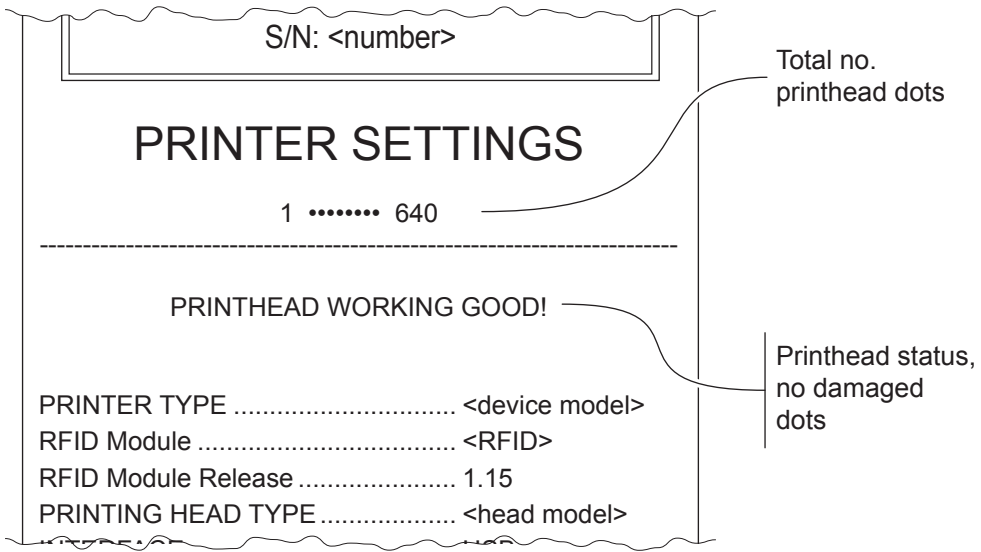 S/N: <number>
Total no.
printhead dots
PRINTER SETTINGS
1 •••••••• 640
--------------------------------------------------------------------------
PRINTHEAD WORKING GOOD!
Printhead status,
no damaged
dots
PRINTER TYPE ............................... <device model>
RFID Module ................................... <RFID>
RFID Module Release ...................... 1.15
PRINTING HEAD TYPE ................... <head model>